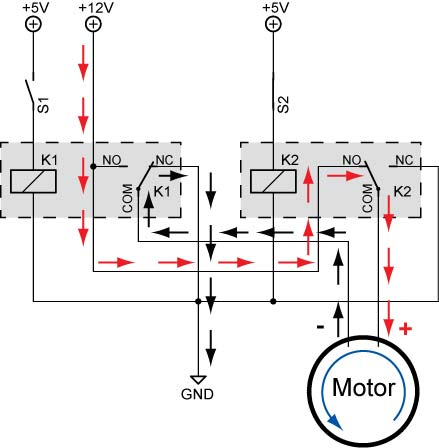 +5V +12V +5V
S1 S2
K1 NO NC K2 NO NC
COM K1 COM K2
- +
GND
Motor